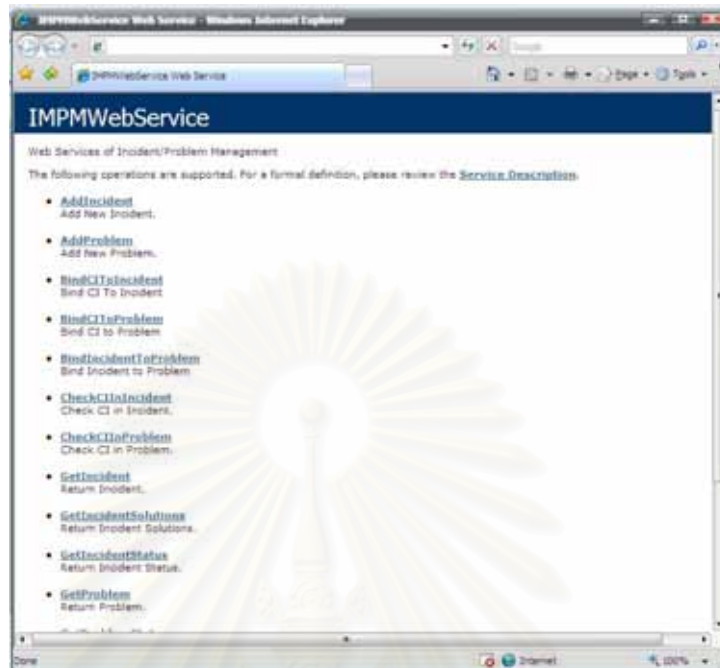 IMPMWebService Web Service - Windows Internet Explorer
Google
IMPMWebService Web Service
Page
Tools
IMPMWebService
Web Services of Incident/Problem Management
The following operations are supported. For a formal definition, please review the Service Description.
AddIncident
Add New Incident.
AddProblem
Add New Problem.
BindCIToIncident
Bind CI To Incident
BindCIToProblem
Bind CI to Problem
BindIncidentToProblem
Bind Incident to Problem
CheckCIInIncident
Check CI in Incident.
CheckCIInProblem
Check CI in Problem.
GetIncident
Return Incident.
GetIncidentSolutions
Return Incident Solutions.
GetIncidentStatus
Return Incident Status.
GetProblem
Return Problem.
Done
Internet
100%